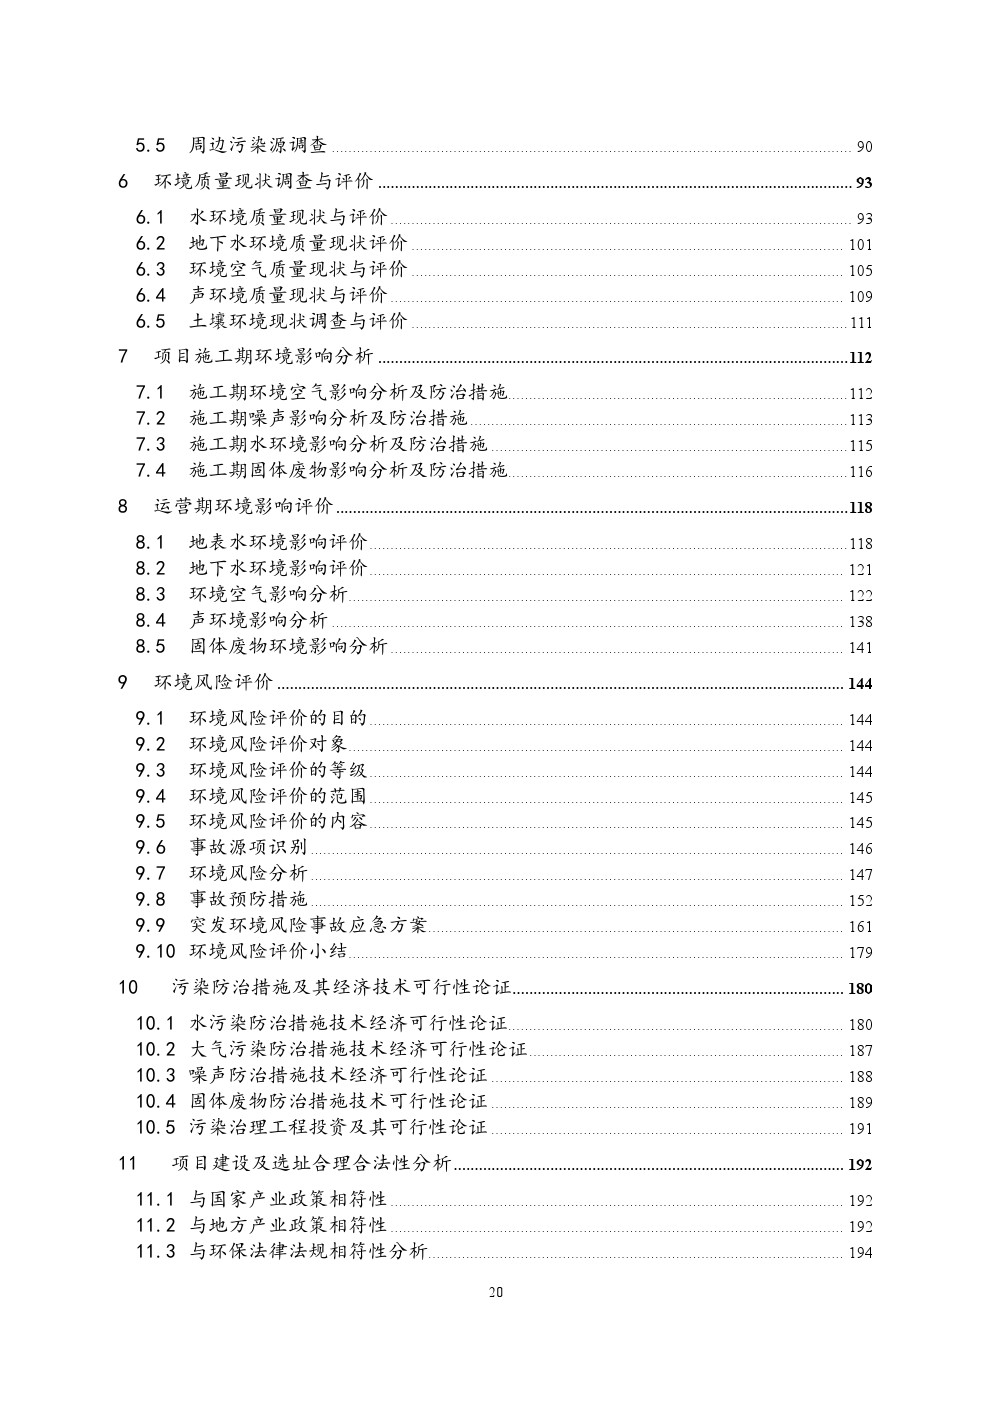 5.5 周边污染源调查 90
6 环境质量现状调查与评价 93
6.1 水环境质量现状与评价 93
6.2 地下水环境质量现状评价 101
6.3 环境空气质量现状与评价 105
6.4 声环境质量现状与评价 109
6.5 土壤环境现状调查与评价 111
7 项目施工期环境影响分析 112
7.1 施工期环境空气影响分析及防治措施 112
7.2 施工期噪声影响分析及防治措施 113
7.3 施工期水环境影响分析及防治措施 115
7.4 施工期固体废物影响分析及防治措施 116
8 运营期环境影响评价 118
8.1 地表水环境影响评价 118
8.2 地下水环境影响评价 121
8.3 环境空气影响分析 122
8.4 声环境影响分析 138
8.5 固体废物环境影响分析 141
9 环境风险评价 144
9.1 环境风险评价的目的 144
9.2 环境风险评价对象 144
9.3 环境风险评价的等级 144
9.4 环境风险评价的范围 145
9.5 环境风险评价的内容 145
9.6 事故源项识别 146
9.7 环境风险分析 147
9.8 事故预防措施 152
9.9 突发环境风险事故应急方案 161
9.10 环境风险评价小结 179
10 污染防治措施及其经济技术可行性论证 180
10.1 水污染防治措施技术经济可行性论证 180
10.2 大气污染防治措施技术经济可行性论证 187
10.3 噪声防治措施技术经济可行性论证 188
10.4 固体废物防治措施技术可行性论证 189
10.5 污染治理工程投资及其可行性论证 191
11 项目建设及选址合理合法性分析 192
11.1 与国家产业政策相符性 192
11.2 与地方产业政策相符性 192
11.3 与环保法律法规相符性分析 194
20